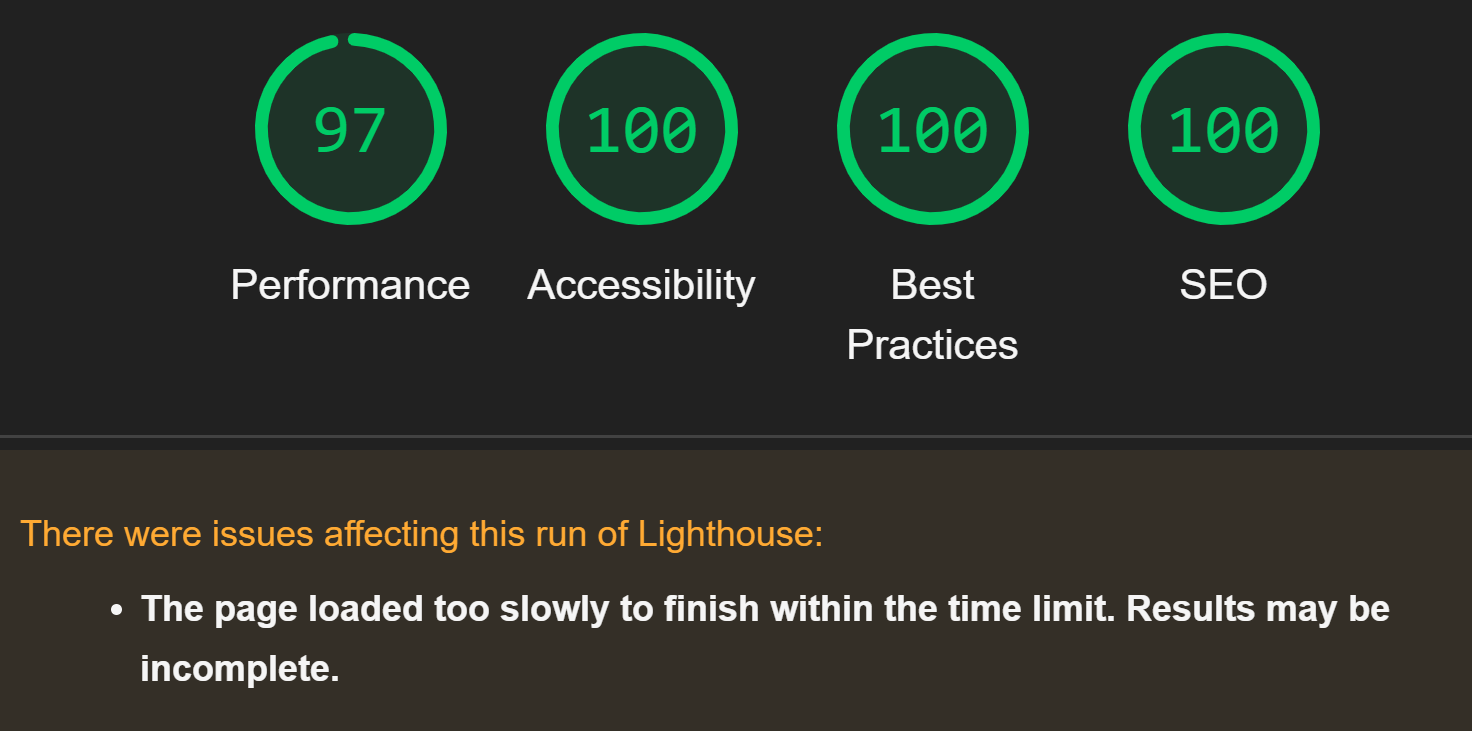 97 100 100 100
Performance Accessibility Best Practices SEO
There were issues affecting this run of Lighthouse:
• The page loaded too slowly to finish within the time limit. Results may be
incomplete.